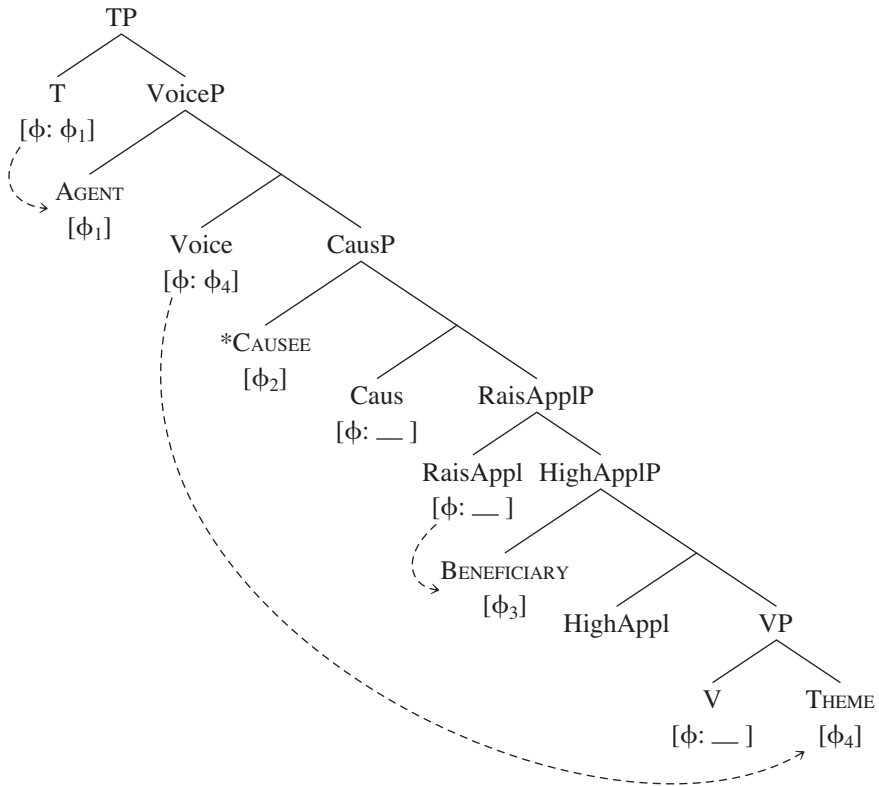 TP
T VoiceP
[ϕ: ϕ₁]
AGENT
[ϕ₁]
Voice CausP
[ϕ: ϕ₄]
*CAUSEE
[ϕ₂]
Caus RaisApplP
[ϕ: __ ]
RaisAppl HighApplP
[ϕ: __ ]
BENEFICIARY
[ϕ₃]
HighAppl VP
V THEME
[ϕ: __ ] [ϕ₄]